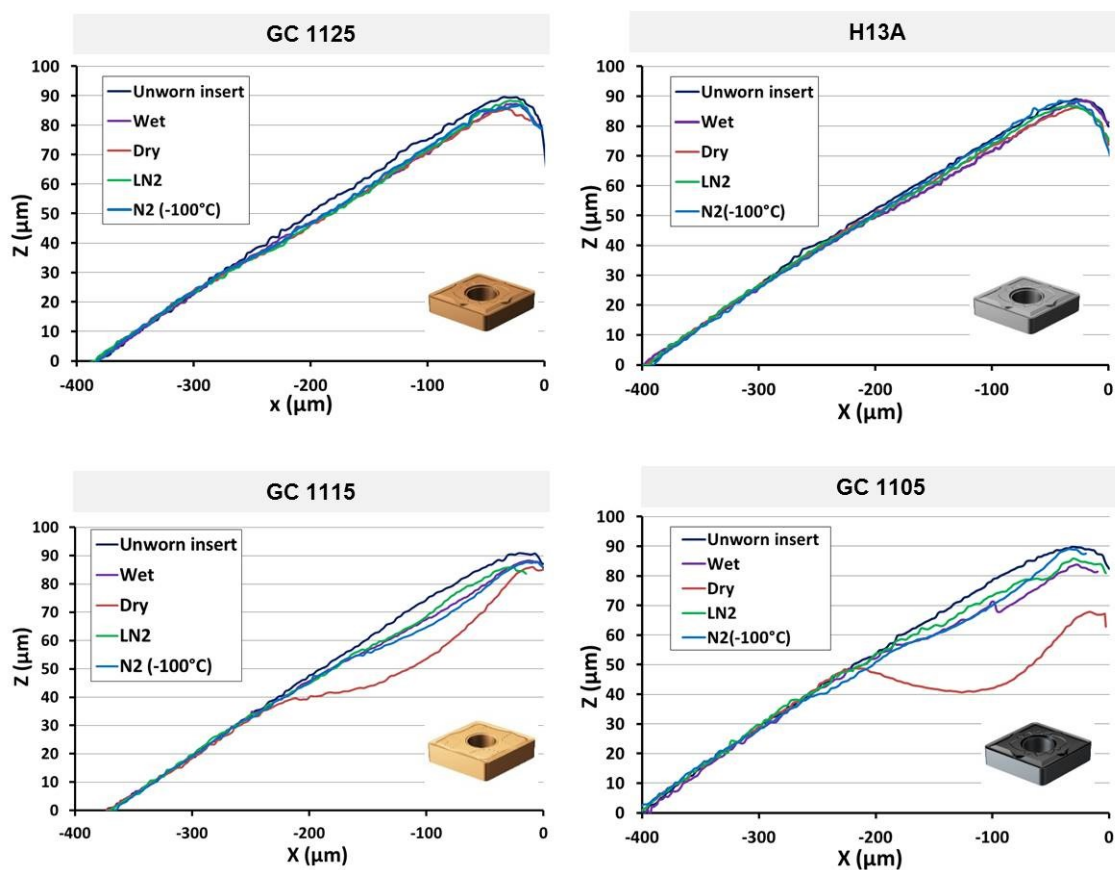 GC 1125
100
90
80
70
60
50
40
30
20
10
0
Z (µm)
Unworn insert
Wet
Dry
LN2
N2 (-100°C)
-400
-300
-200
-100
0
x (µm)
H13A
100
90
80
70
60
50
40
30
20
10
0
Z (µm)
Unworn insert
Wet
Dry
LN2
N2(-100°C)
-400
-300
-200
-100
0
X (µm)
GC 1115
100
90
80
70
60
50
40
30
20
10
0
Z (µm)
Unworn insert
Wet
Dry
LN2
N2 (-100°C)
-400
-300
-200
-100
0
X (µm)
GC 1105
100
90
80
70
60
50
40
30
20
10
0
Z (µm)
Unworn insert
Wet
Dry
LN2
N2(-100°C)
-400
-300
-200
-100
0
X (µm)